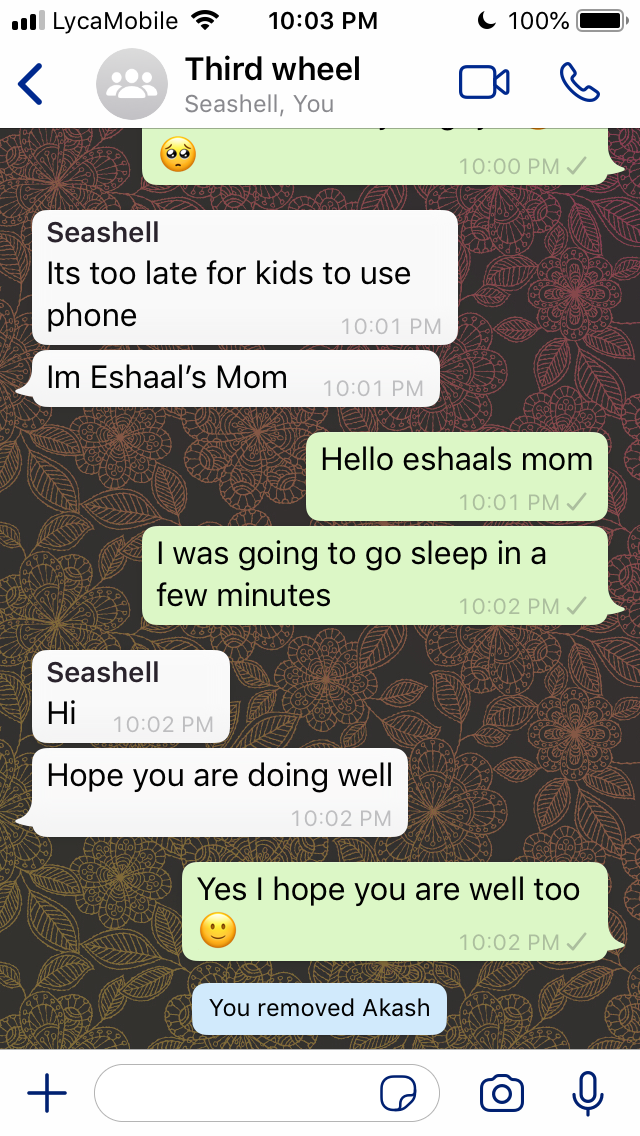 LycaMobile 10:03 PM 100%
Third wheel
Seashell, You
🥺 10:00 PM
Seashell
Its too late for kids to use
phone 10:01 PM
Im Eshaal’s Mom 10:01 PM
Hello eshaals mom
10:01 PM
I was going to go sleep in a
few minutes 10:02 PM
Seashell
Hi 10:02 PM
Hope you are doing well
10:02 PM
Yes I hope you are well too
🙂 10:02 PM
You removed Akash